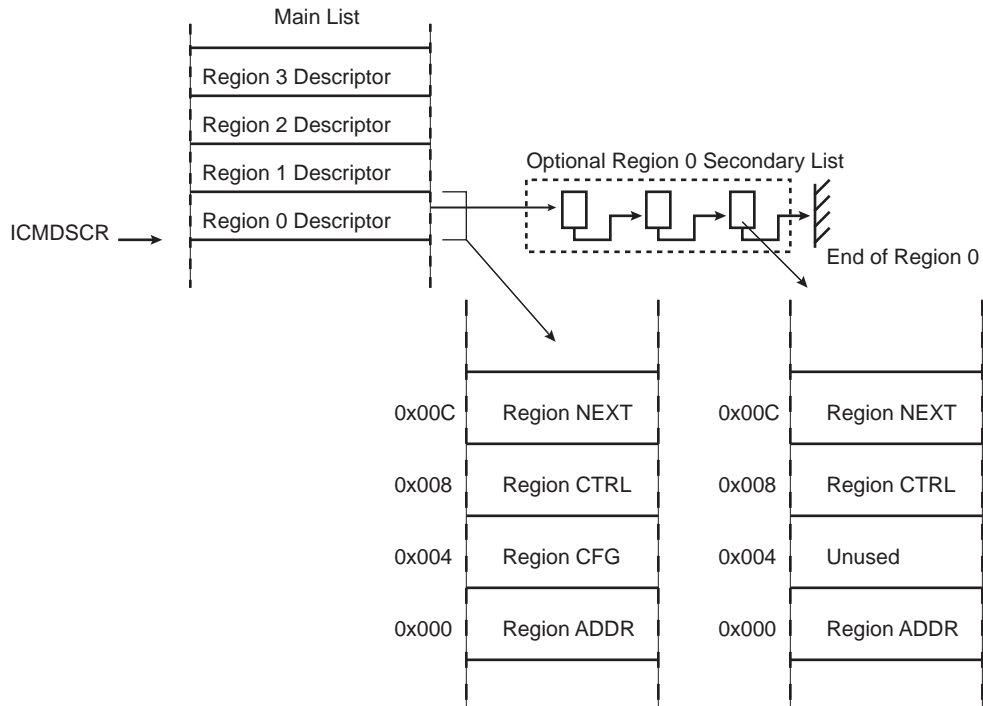 Main List
Region 3 Descriptor
Region 2 Descriptor
Region 1 Descriptor
Region 0 Descriptor
ICMDSCR
Optional Region 0 Secondary List
End of Region 0
0x00C Region NEXT
0x008 Region CTRL
0x004 Region CFG
0x000 Region ADDR
0x00C Region NEXT
0x008 Region CTRL
0x004 Unused
0x000 Region ADDR